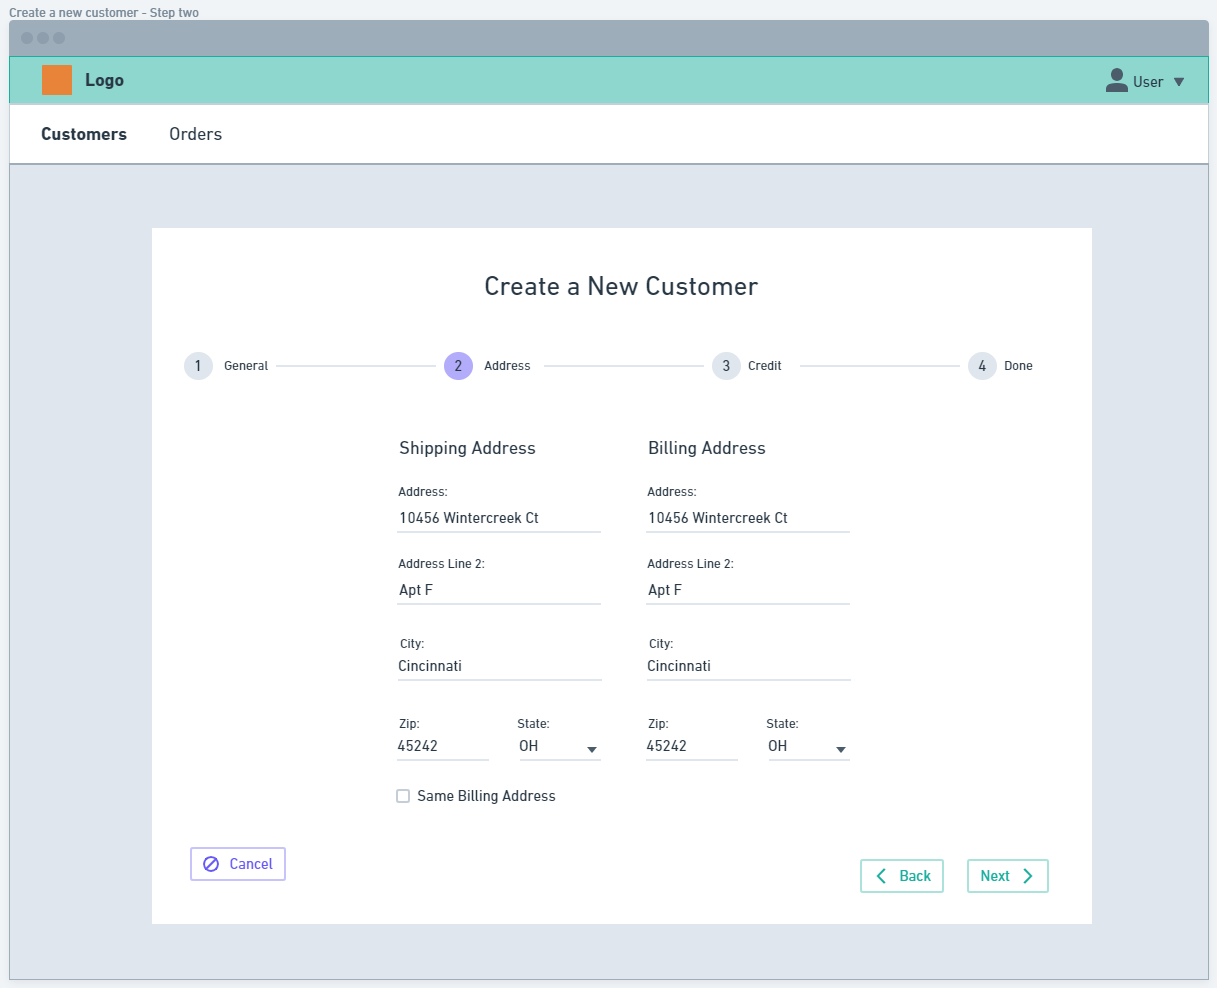 Create a new customer - Step two
Logo
User
Customers Orders
Create a New Customer
1 General 2 Address 3 Credit 4 Done
Shipping Address Billing Address
Address: Address:
10456 Wintercreek Ct 10456 Wintercreek Ct
Address Line 2: Address Line 2:
Apt F Apt F
City: City:
Cincinnati Cincinnati
Zip: State: Zip: State:
45242 OH 45242 OH
Same Billing Address
Cancel
Back Next